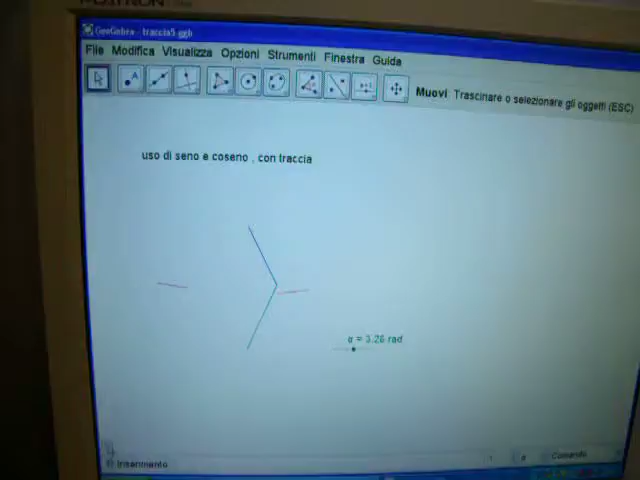 GeoGebra - traccia5.ggb
File Modifica Visualizza Opzioni Strumenti Finestra Guida
Muovi: Trascinare o selezionare gli oggetti (ESC)
uso di seno e coseno , con traccia
α = 3.26 rad
Inserimento
Comando